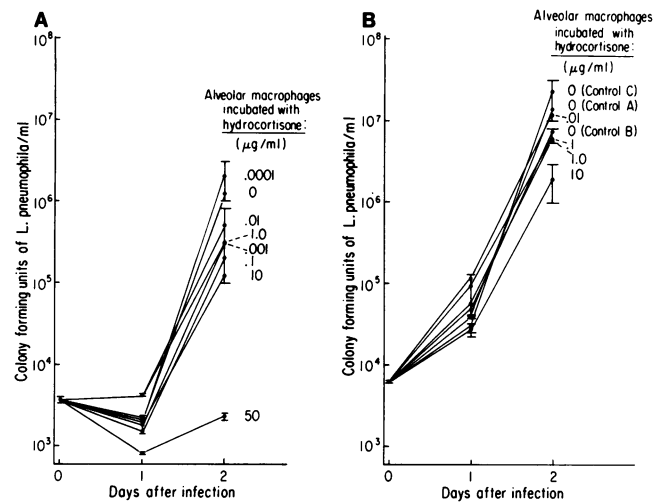 A
Colony forming units of L. pneumophila/ml
10⁸
10⁷
10⁶
10⁵
10⁴
10³
0
1
2
Days after infection
Alveolar macrophages
incubated with
hydrocortisone:
(µg/ml)
.0001
0
.01
1.0
.001
.1
10
50
B
Colony forming units of L. pneumophila/ml
10⁸
10⁷
10⁶
10⁵
10⁴
10³
0
1
2
Days after infection
Alveolar macrophages
incubated with
hydrocortisone:
(µg/ml)
0 (Control C)
0 (Control A)
.01
0 (Control B)
.1
1.0
10